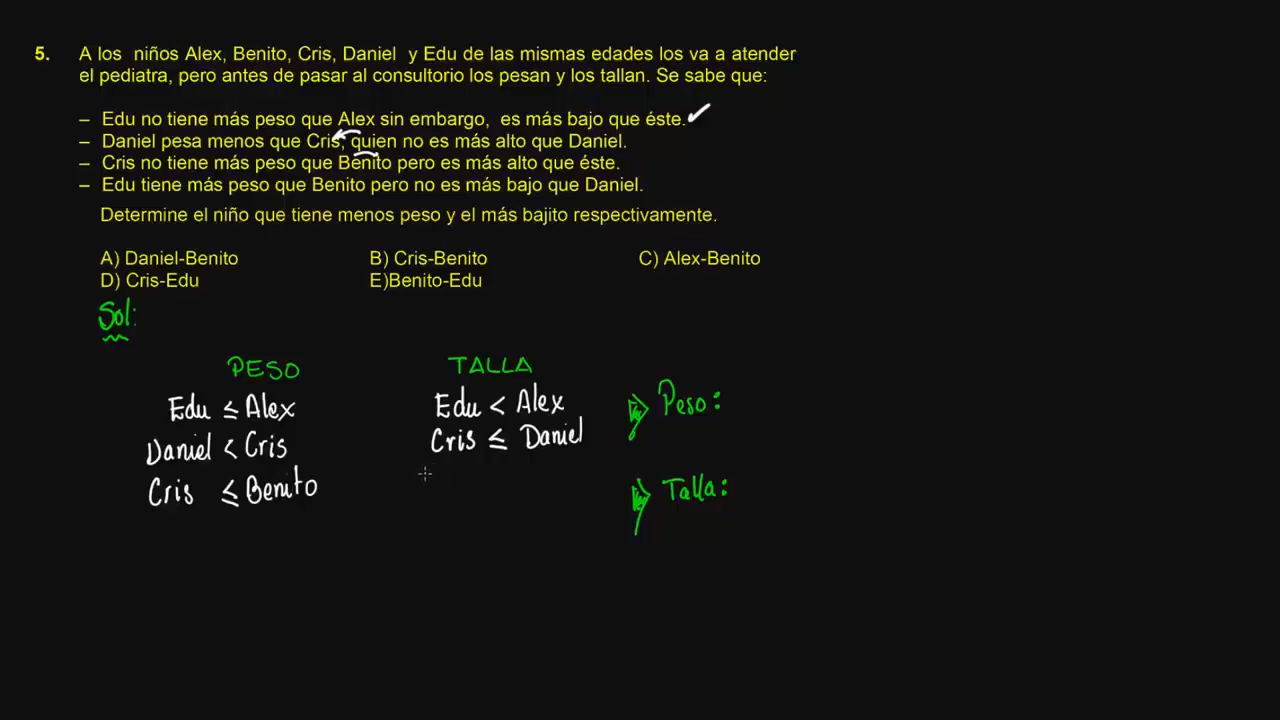 5. A los niños Alex, Benito, Cris, Daniel y Edu de las mismas edades los va a atender
el pediatra, pero antes de pasar al consultorio los pesan y los tallan. Se sabe que:
– Edu no tiene más peso que Alex sin embargo, es más bajo que éste.
– Daniel pesa menos que Cris, quien no es más alto que Daniel.
– Cris no tiene más peso que Benito pero es más alto que éste.
– Edu tiene más peso que Benito pero no es más bajo que Daniel.
Determine el niño que tiene menos peso y el más bajito respectivamente.
A) Daniel-Benito B) Cris-Benito C) Alex-Benito
D) Cris-Edu E)Benito-Edu
Sol:
PESO TALLA
Edu ≤ Alex Edu < Alex Peso:
Daniel < Cris Cris ≤ Daniel
Cris ≤ Benito Talla: